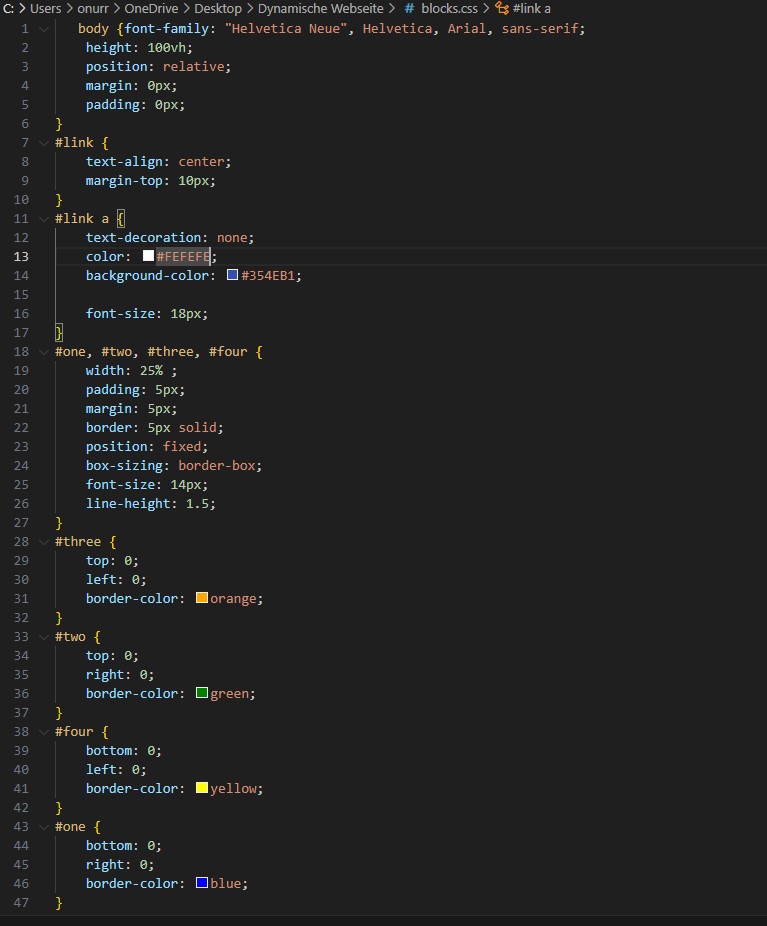 C: > Users > onurr > OneDrive > Desktop > Dynamische Webseite > # blocks.css > #link a
1 body {font-family: "Helvetica Neue", Helvetica, Arial, sans-serif;
2 height: 100vh;
3 position: relative;
4 margin: 0px;
5 padding: 0px;
6 }
7 #link {
8 text-align: center;
9 margin-top: 10px;
10 }
11 #link a {
12 text-decoration: none;
13 color: #FEFEFE;
14 background-color: #354EB1;
15
16 font-size: 18px;
17 }
18 #one, #two, #three, #four {
19 width: 25% ;
20 padding: 5px;
21 margin: 5px;
22 border: 5px solid;
23 position: fixed;
24 box-sizing: border-box;
25 font-size: 14px;
26 line-height: 1.5;
27 }
28 #three {
29 top: 0;
30 left: 0;
31 border-color: orange;
32 }
33 #two {
34 top: 0;
35 right: 0;
36 border-color: green;
37 }
38 #four {
39 bottom: 0;
40 left: 0;
41 border-color: yellow;
42 }
43 #one {
44 bottom: 0;
45 right: 0;
46 border-color: blue;
47 }